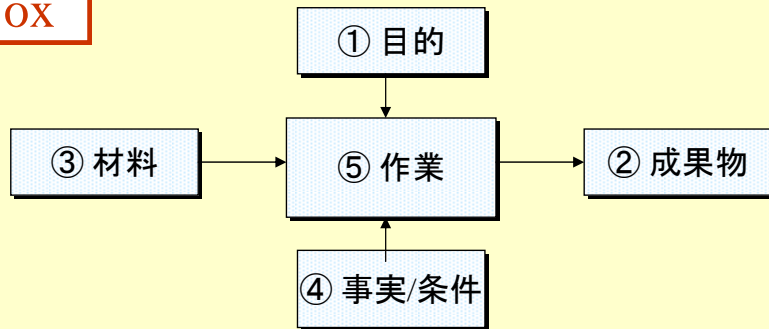 OX
① 目的
③ 材料
⑤ 作業
② 成果物
④ 事実/条件